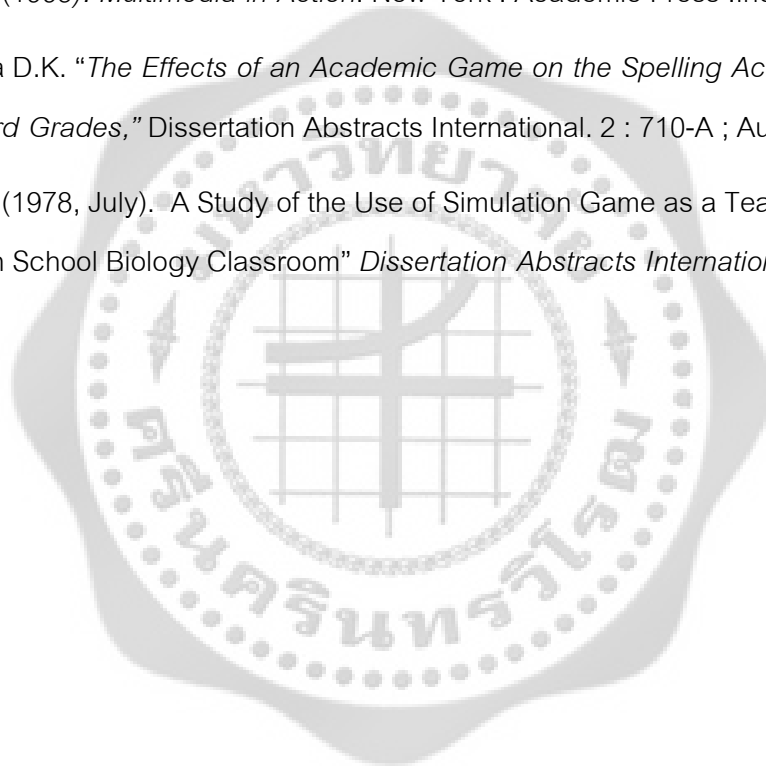 Multimedia in Action. New York : Academic Press
a D.K. “The Effects of an Academic Game on the Spelling Ac
rd Grades,” Dissertation Abstracts International. 2 : 710-A ; Au
(1978, July). A Study of the Use of Simulation Game as a Tea
h School Biology Classroom” Dissertation Abstracts Internation
มหาวิทยาลัย
ศรีนครินทรวิโรฒ